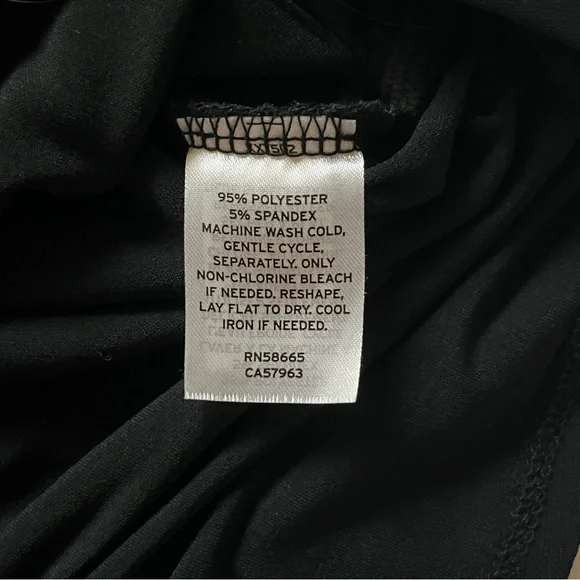 95% POLYESTER
5% SPANDEX
MACHINE WASH COLD,
GENTLE CYCLE,
SEPARATELY. ONLY
NON-CHLORINE BLEACH
IF NEEDED. RESHAPE,
LAY FLAT TO DRY. COOL
IRON IF NEEDED.
RN58665
CA57963